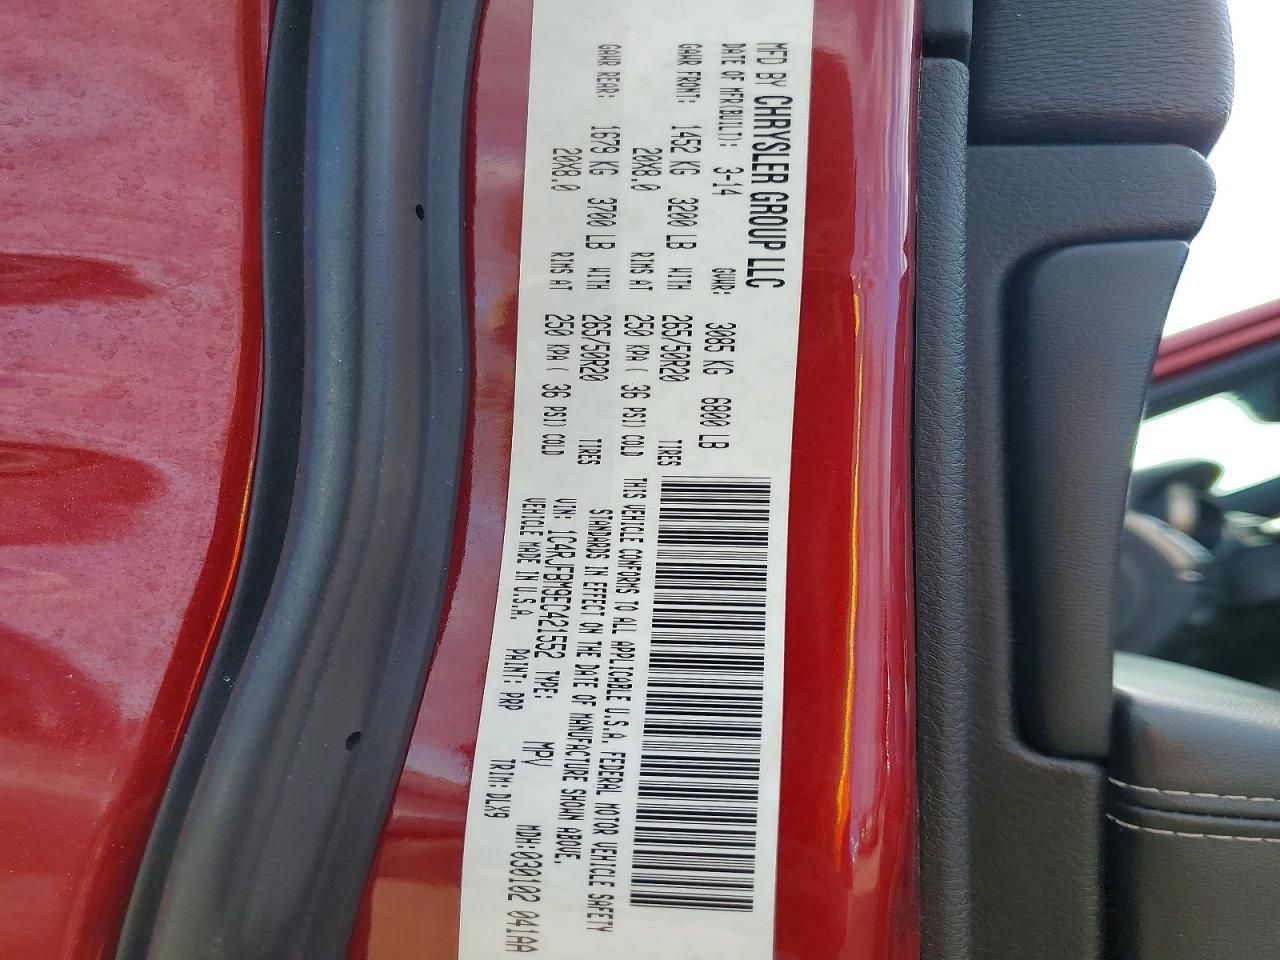 MFD BY CHRYSLER GROUP LLC
DATE OF MFR(BUILT): 3-14 GVWR: 3085 KG 6800 LB
GAWR FRONT: 1452 KG 3200 LB WITH 265/50R20 TIRES
20X8.0 RIMS AT 250 KPA ( 36 PSI) COLD
GAWR REAR: 1679 KG 3700 LB WITH 265/50R20 TIRES
20X8.0 RIMS AT 250 KPA ( 36 PSI) COLD
THIS VEHICLE CONFORMS TO ALL APPLICABLE U.S.A. FEDERAL MOTOR VEHICLE SAFETY
STANDARDS IN EFFECT ON THE DATE OF MANUFACTURE SHOWN ABOVE.
VIN: 1C4RJFBM9EC421552 TYPE: MPV MDH:030102 041AA
VEHICLE MADE IN U.S.A. PAINT: PRP TRIM: DLX9